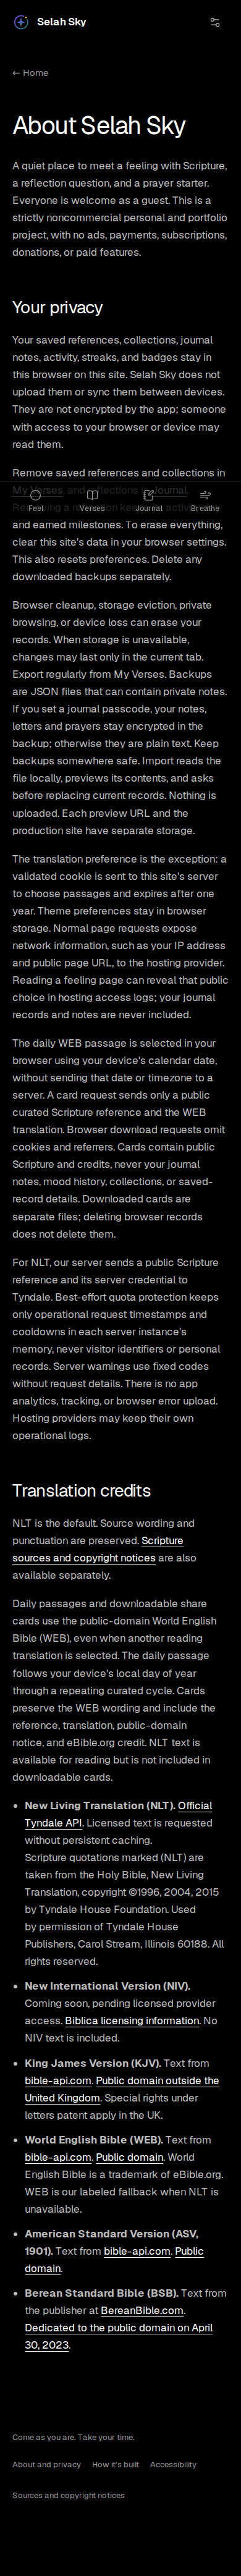 Selah Sky
← Home
About Selah Sky
A quiet place to meet a feeling with Scripture,
a reflection question, and a prayer starter.
Everyone is welcome as a guest. This is a
strictly noncommercial personal and portfolio
project, with no ads, payments, subscriptions,
donations, or paid features.
Your privacy
Your saved references, collections, journal
notes, activity, streaks, and badges stay in
this browser on this site. Selah Sky does not
upload them or sync them between devices.
They are not encrypted by the app; someone
with access to your browser or device may
read them.
Remove saved references and collections in
My Verses, and reflections in Journal.
Feel Verses Journal Breathe
and earned milestones. To erase everything,
clear this site's data in your browser settings.
This also resets preferences. Delete any
downloaded backups separately.
Browser cleanup, storage eviction, private
browsing, or device loss can erase your
records. When storage is unavailable,
changes may last only in the current tab.
Export regularly from My Verses. Backups
are JSON files that can contain private notes.
If you set a journal passcode, your notes,
letters and prayers stay encrypted in the
backup; otherwise they are plain text. Keep
backups somewhere safe. Import reads the
file locally, previews its contents, and asks
before replacing current records. Nothing is
uploaded. Each preview URL and the
production site have separate storage.
The translation preference is the exception: a
validated cookie is sent to this site's server
to choose passages and expires after one
year. Theme preferences stay in browser
storage. Normal page requests expose
network information, such as your IP address
and public page URL, to the hosting provider.
Reading a feeling page can reveal that public
choice in hosting access logs; your journal
records and notes are never included.
The daily WEB passage is selected in your
browser using your device's calendar date,
without sending that date or timezone to a
server. A card request sends only a public
curated Scripture reference and the WEB
translation. Browser download requests omit
cookies and referrers. Cards contain public
Scripture and credits, never your journal
notes, mood history, collections, or saved-
record details. Downloaded cards are
separate files; deleting browser records
does not delete them.
For NLT, our server sends a public Scripture
reference and its server credential to
Tyndale. Best-effort quota protection keeps
only operational request timestamps and
cooldowns in each server instance's
memory, never visitor identifiers or personal
records. Server warnings use fixed codes
without request details. There is no app
analytics, tracking, or browser error upload.
Hosting providers may keep their own
operational logs.
Translation credits
NLT is the default. Source wording and
punctuation are preserved. Scripture
sources and copyright notices are also
available separately.
Daily passages and downloadable share
cards use the public-domain World English
Bible (WEB), even when another reading
translation is selected. The daily passage
follows your device's local day of year
through a repeating curated cycle. Cards
preserve the WEB wording and include the
reference, translation, public-domain
notice, and eBible.org credit. NLT text is
available for reading but is not included in
downloadable cards.
• New Living Translation (NLT). Official
Tyndale API. Licensed text is requested
without persistent caching.
Scripture quotations marked (NLT) are
taken from the Holy Bible, New Living
Translation, copyright ©1996, 2004, 2015
by Tyndale House Foundation. Used
by permission of Tyndale House
Publishers, Carol Stream, Illinois 60188. All
rights reserved.
• New International Version (NIV).
Coming soon, pending licensed provider
access. Biblica licensing information. No
NIV text is included.
• King James Version (KJV). Text from
bible-api.com. Public domain outside the
United Kingdom. Special rights under
letters patent apply in the UK.
• World English Bible (WEB). Text from
bible-api.com. Public domain. World
English Bible is a trademark of eBible.org.
WEB is our labeled fallback when NLT is
unavailable.
• American Standard Version (ASV,
1901). Text from bible-api.com. Public
domain.
• Berean Standard Bible (BSB). Text from
the publisher at BereanBible.com.
Dedicated to the public domain on April
30, 2023.
Come as you are. Take your time.
About and privacy How it's built Accessibility
Sources and copyright notices